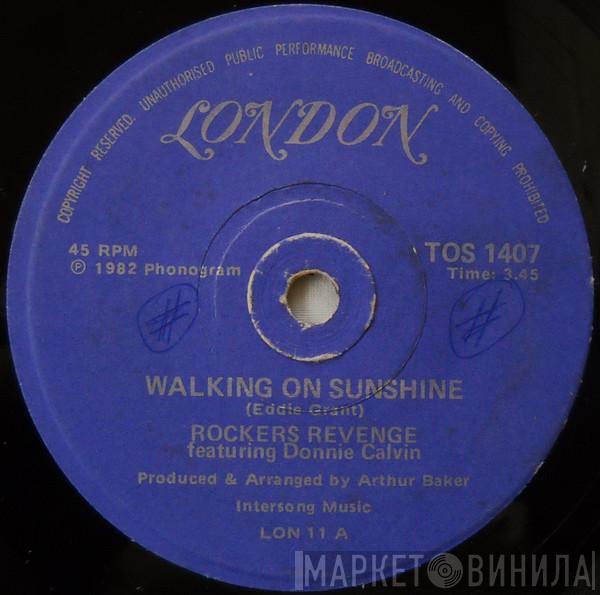 COPYRIGHT RESERVED. UNAUTHORISED PUBLIC PERFORMANCE BROADCASTING AND COPYING PROHIBITED
LONDON
45 RPM
℗ 1982 Phonogram
TOS 1407
Time: 3.45
#
#
WALKING ON SUNSHINE
(Eddie Grant)
ROCKERS REVENGE
featuring Donnie Calvin
Produced & Arranged by Arthur Baker
Intersong Music
LON 11 A
МАРКЕТ ВИНИЛА